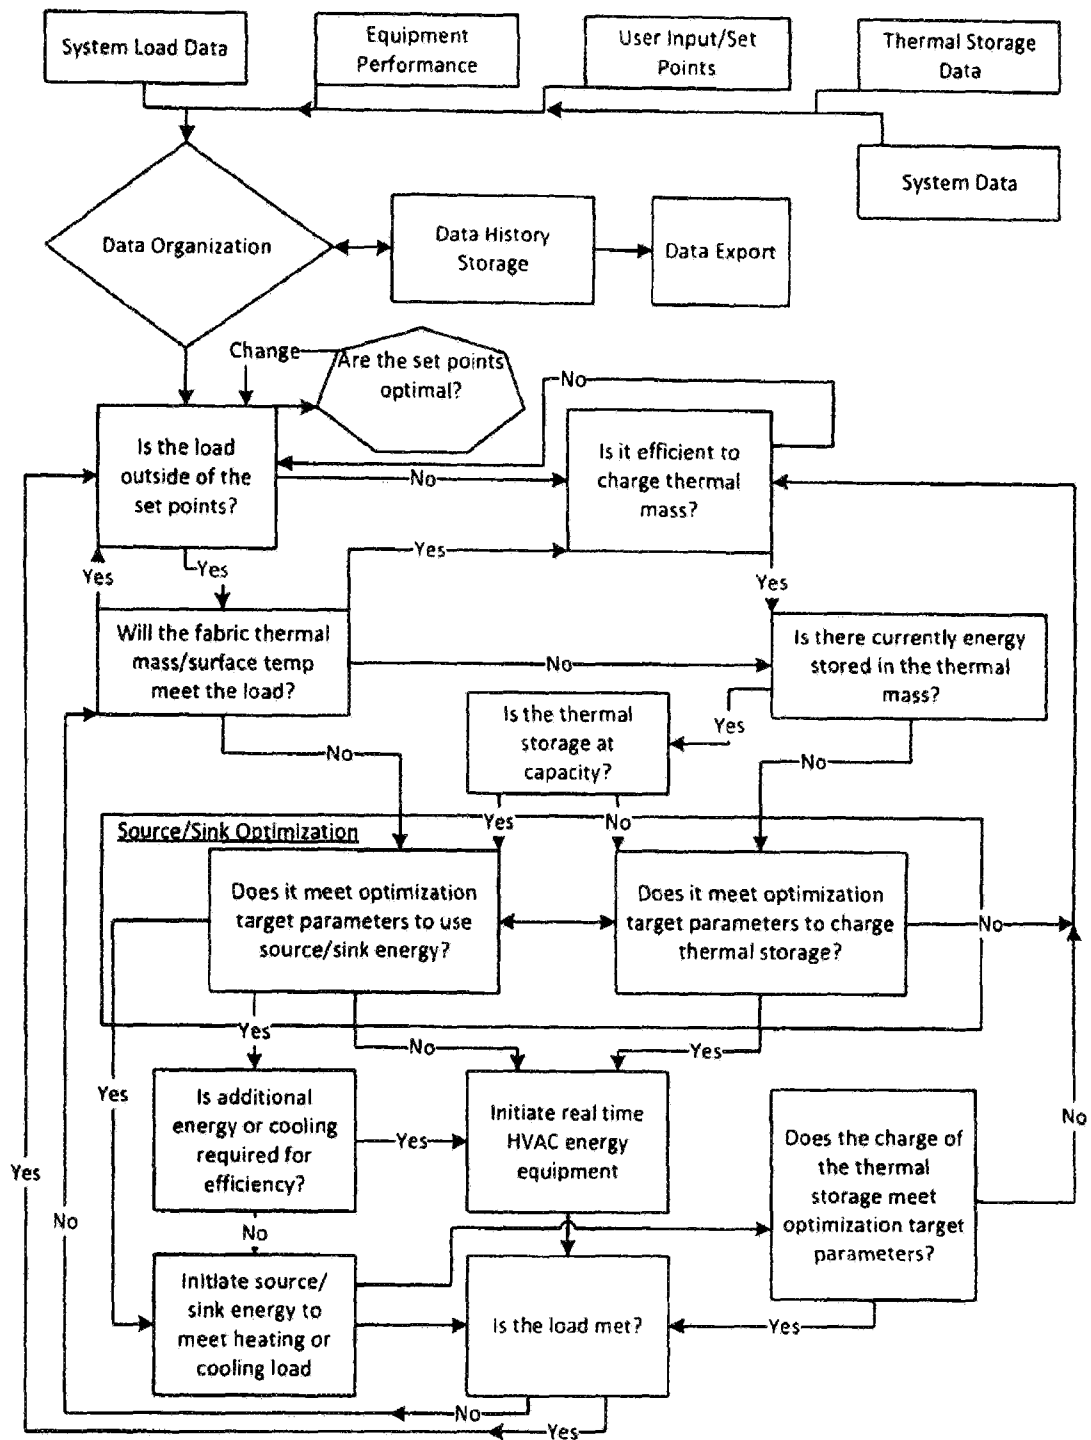 System Load Data
Equipment
Performance
User Input/Set
Points
Thermal Storage
Data
System Data
Data Organization
Data History
Storage
Data Export
Change
Are the set points
optimal?
No
Is the load
outside of the
set points?
No
Is it efficient to
charge thermal
mass?
Yes
Yes
Yes
Yes
Will the fabric thermal
mass/surface temp
meet the load?
No
Is there currently energy
stored in the thermal
mass?
Is the thermal
storage at
capacity?
Yes
No
No
Yes
No
Source/Sink Optimization
Does it meet optimization
target parameters to use
source/sink energy?
Does it meet optimization
target parameters to charge
thermal storage?
No
Yes
No
Yes
Yes
Is additional
energy or cooling
required for
efficiency?
Yes
Initiate real time
HVAC energy
equipment
Does the charge of
the thermal
storage meet
optimization target
parameters?
No
Yes
No
No
Initiate source/
sink energy to
meet heating or
cooling load
Is the load met?
Yes
No
Yes